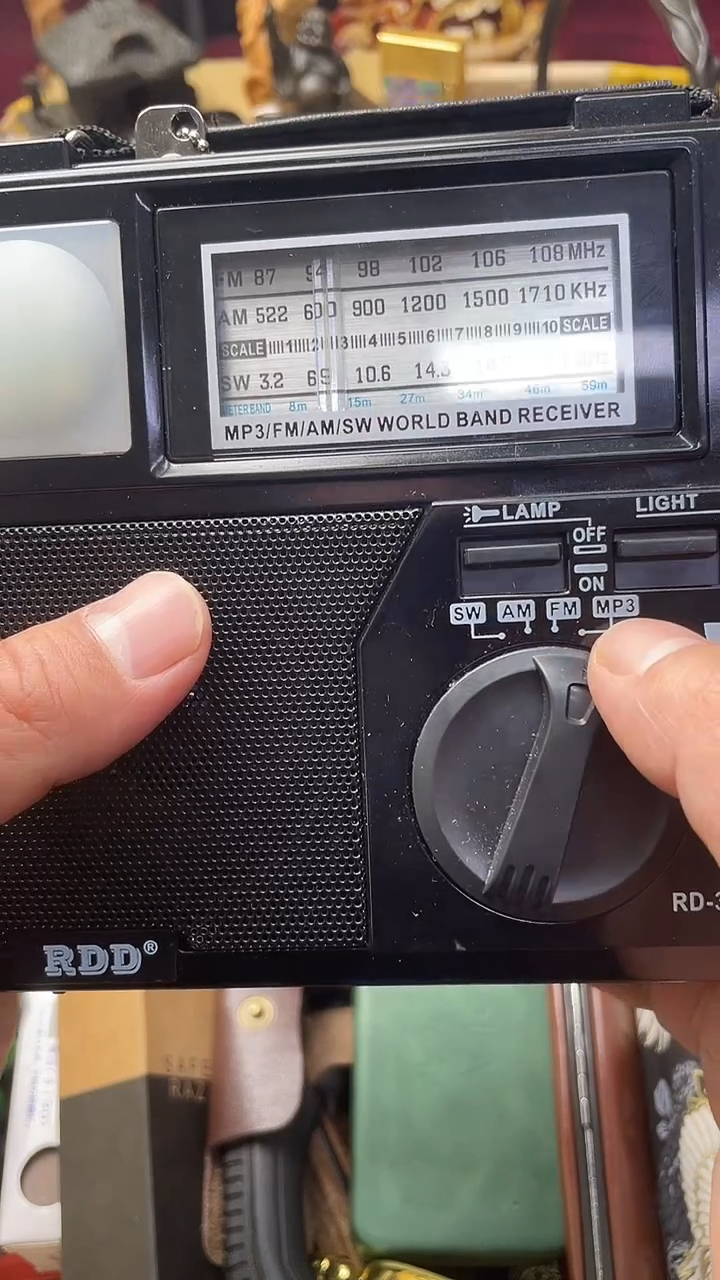 FM 87 94 98 102 106 108 MHz
AM 522 600 900 1200 1500 1710 KHz
SCALE 1 2 3 4 5 6 7 8 9 10 SCALE
SW 3.2 10.6
8m 15m 27m 34m 46m 59m
MP3/FM/AM/SW WORLD BAND RECEIVER
LAMP
LIGHT
OFF
ON
SW AM FM MP3
RDD®